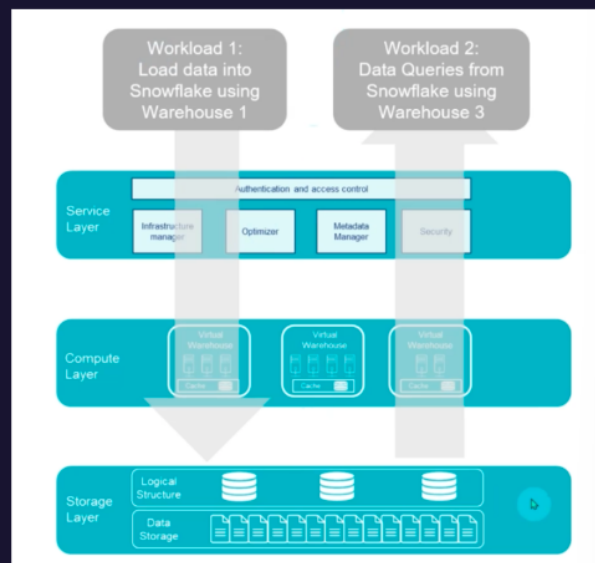 Workload 1:
Load data into
Snowflake using
Warehouse 1
Workload 2:
Data Queries from
Snowflake using
Warehouse 3
Service
Layer
Authentication and access control
Infrastructure
manager
Optimizer
Metadata
Manager
Security
Compute
Layer
Virtual
Warehouse
Cache
Virtual
Warehouse
Cache
Virtual
Warehouse
Cache
Storage
Layer
Logical
Structure
Data
Storage